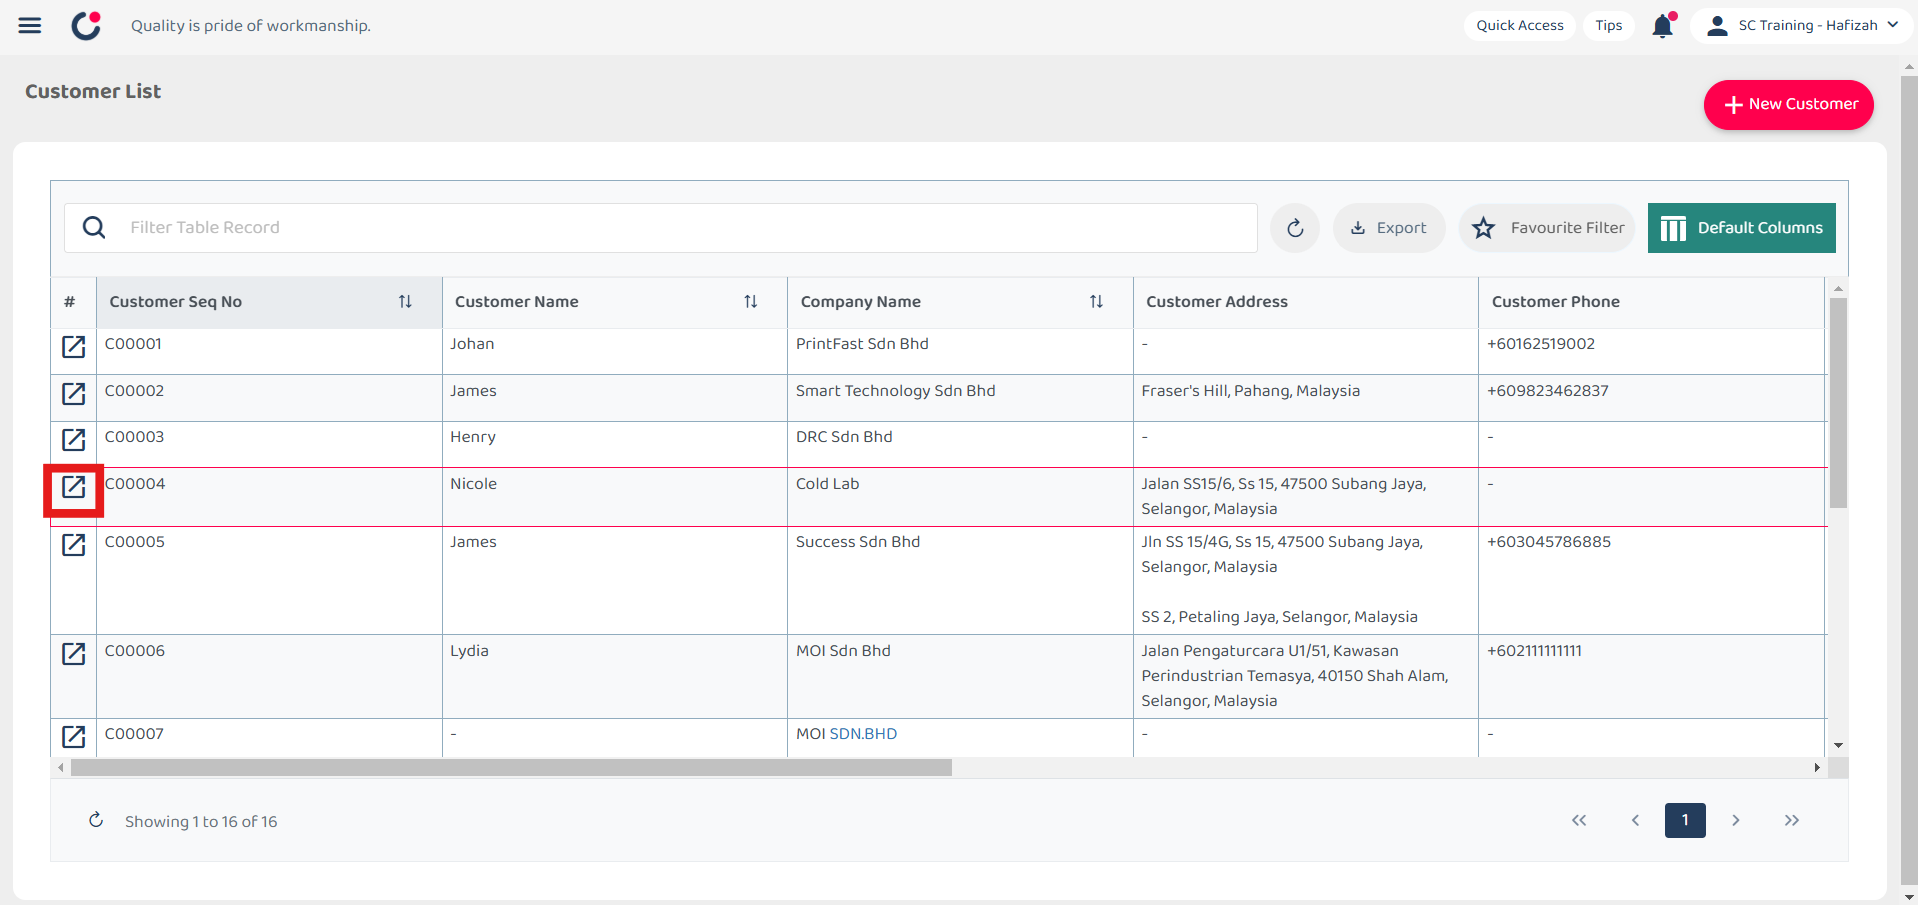 Quality is pride of workmanship.
Quick Access
Tips
SC Training - Hafizah
Customer List
New Customer
Filter Table Record
Export
Favourite Filter
Default Columns
# Customer Seq No Customer Name Company Name Customer Address Customer Phone
C00001 Johan PrintFast Sdn Bhd - +60162519002
C00002 James Smart Technology Sdn Bhd Fraser's Hill, Pahang, Malaysia +609823462837
C00003 Henry DRC Sdn Bhd - -
C00004 Nicole Cold Lab Jalan SS15/6, Ss 15, 47500 Subang Jaya, -
Selangor, Malaysia
C00005 James Success Sdn Bhd Jln SS 15/4G, Ss 15, 47500 Subang Jaya, +603045786885
Selangor, Malaysia
SS 2, Petaling Jaya, Selangor, Malaysia
C00006 Lydia MOI Sdn Bhd Jalan Pengaturcara U1/51, Kawasan +602111111111
Perindustrian Temasya, 40150 Shah Alam,
Selangor, Malaysia
C00007 - MOI SDN.BHD - -
Showing 1 to 16 of 16
1